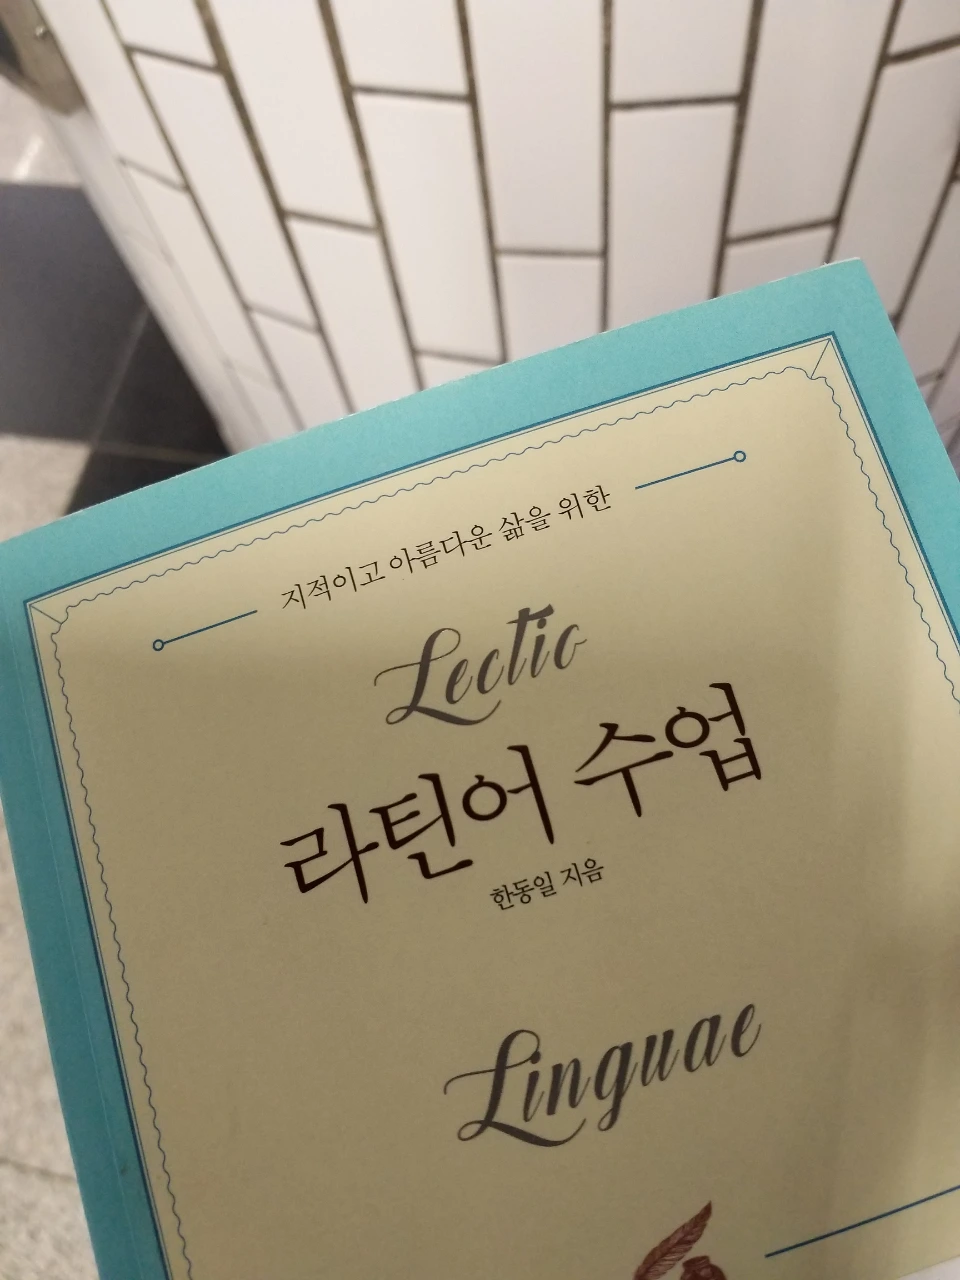 지적이고 아름다운 삶을 위한
Lectio
라틴어 수업
한동일 지음
Linguae